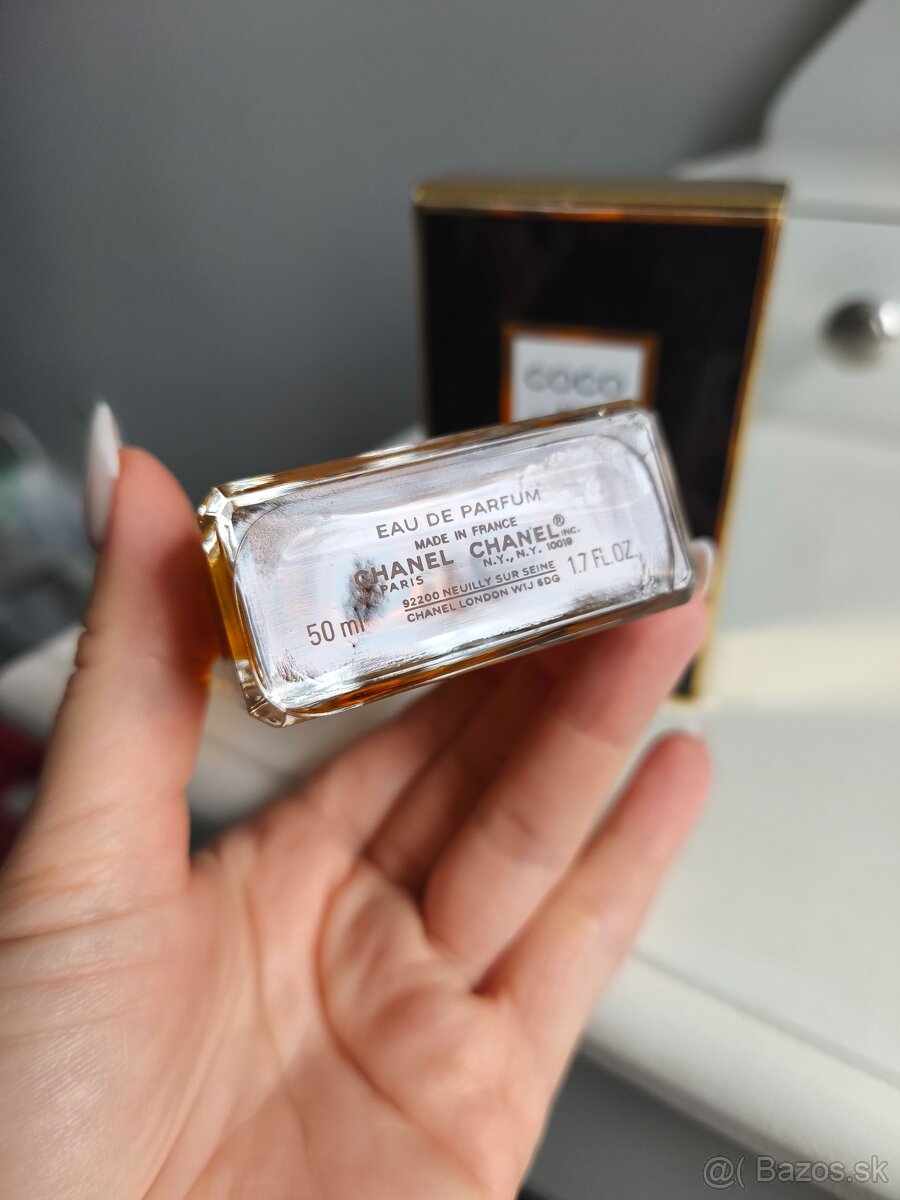 COCO
EAU DE PARFUM
MADE IN FRANCE
CHANEL CHANEL® INC.
PARIS N.Y., N.Y. 10019
92200 NEUILLY SUR SEINE
CHANEL LONDON W1J 6DG
50 ml 1.7 FL.OZ.
@( Bazos.sk